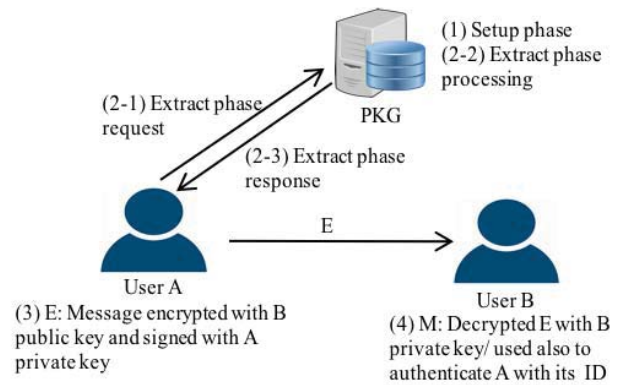 (1) Setup phase
(2-2) Extract phase
processing
PKG
(2-1) Extract phase
request
(2-3) Extract phase
response
E
User A
User B
(3) E: Message encrypted with B
public key and signed with A
private key
(4) M: Decrypted E with B
private key/ used also to
authenticate A with its ID